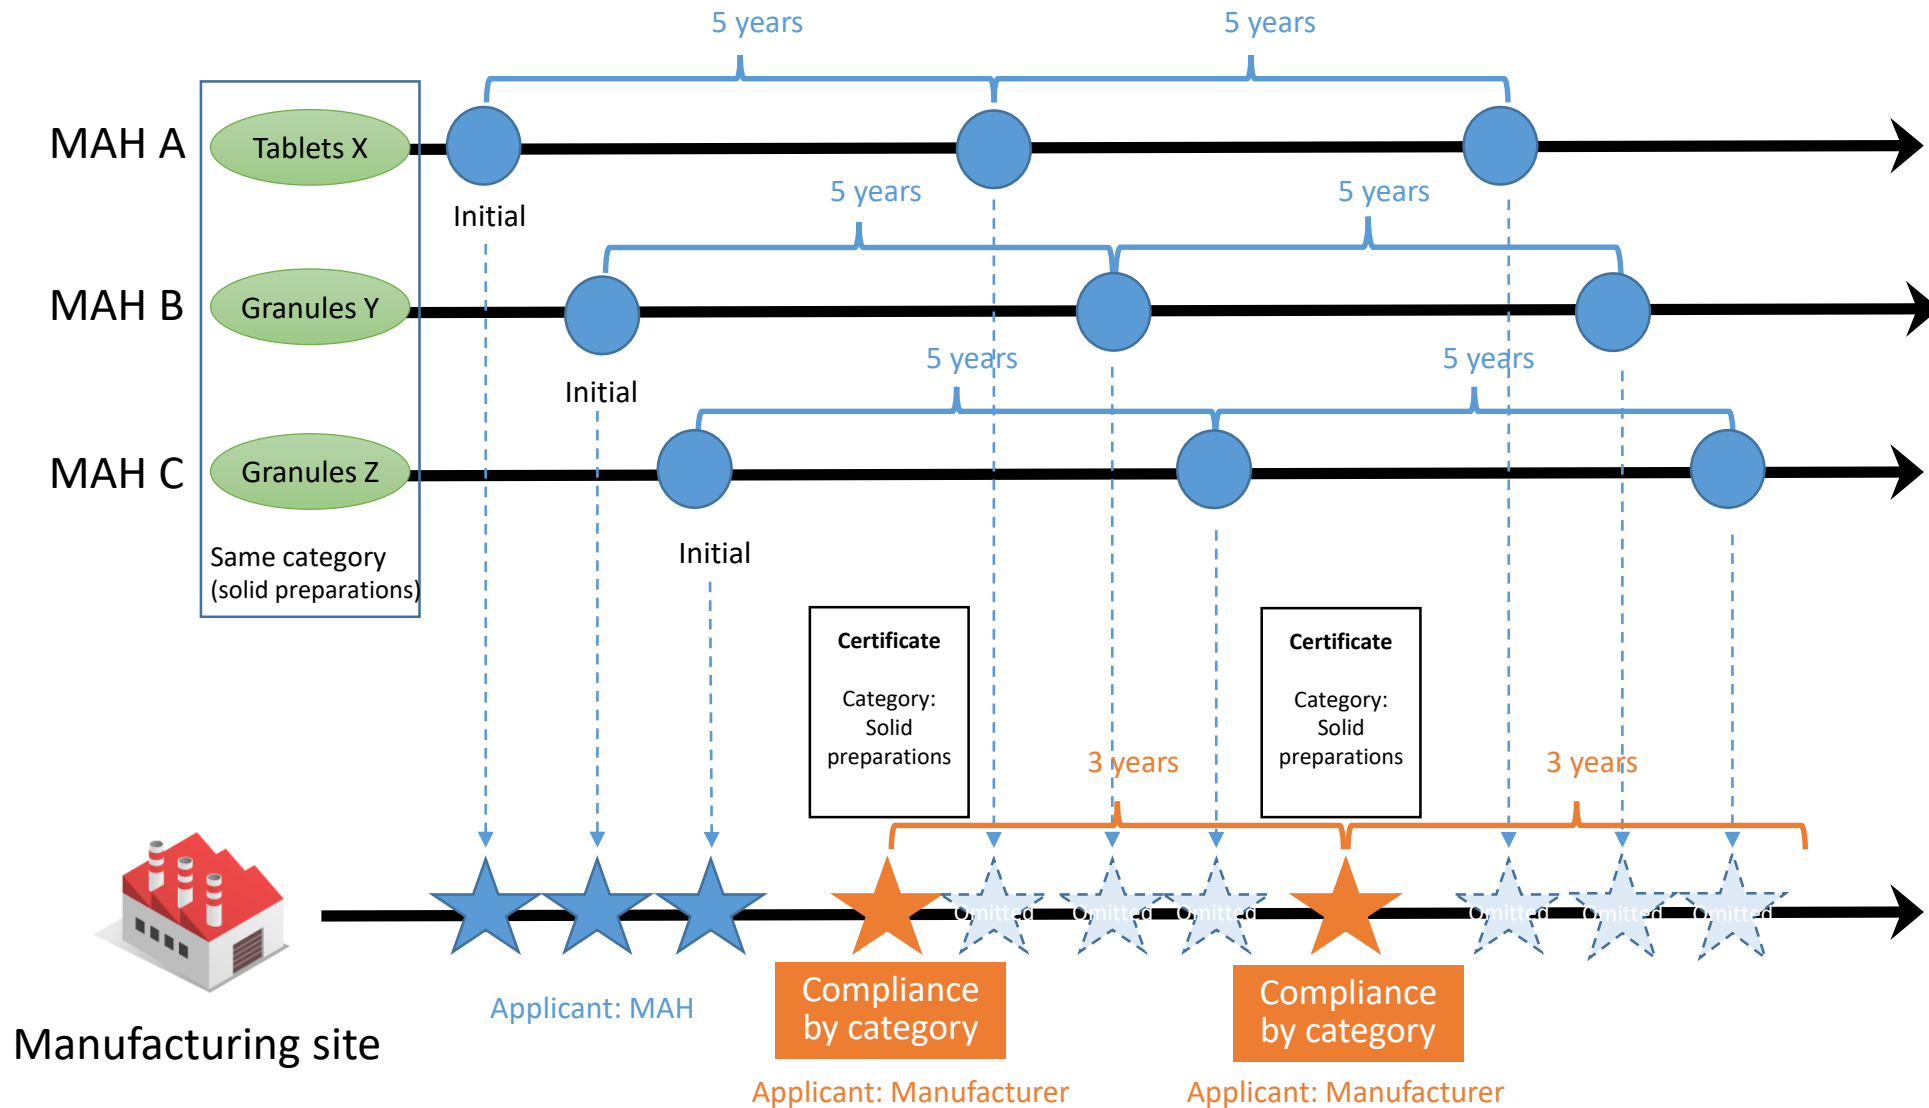 5 years
5 years
MAH A
Tablets X
Initial
5 years
5 years
MAH B
Granules Y
Initial
5 years
5 years
MAH C
Granules Z
Initial
Same category
(solid preparations)
Certificate
Category:
Solid
preparations
Certificate
Category:
Solid
preparations
3 years
3 years
Omitted
Omitted
Omitted
Omitted
Omitted
Omitted
Manufacturing site
Applicant: MAH
Compliance
by category
Compliance
by category
Applicant: Manufacturer
Applicant: Manufacturer